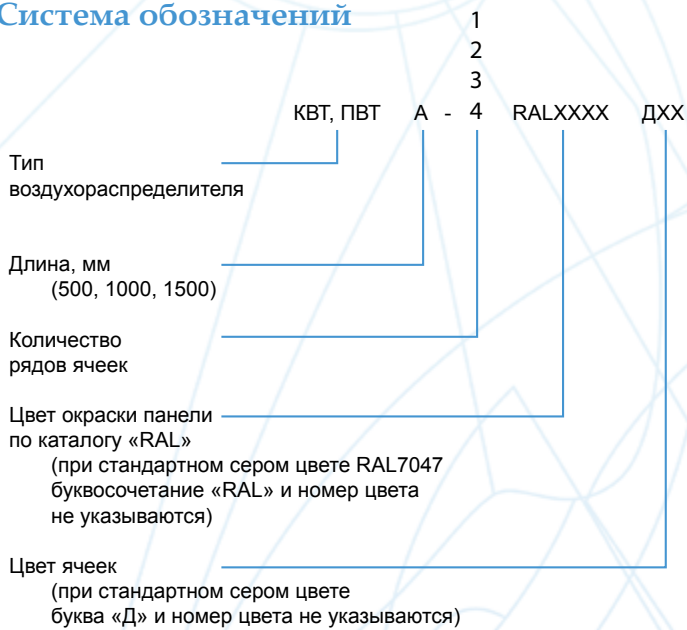 Система обозначений
1
2
3
КВТ, ПВТ А - 4 RALXXXX ДХХ
Тип
воздухораспределителя
Длина, мм
(500, 1000, 1500)
Количество
рядов ячеек
Цвет окраски панели
по каталогу «RAL»
(при стандартном сером цвете RAL7047
буквосочетание «RAL» и номер цвета
не указываются)
Цвет ячеек
(при стандартном сером цвете
буква «Д» и номер цвета не указываются)